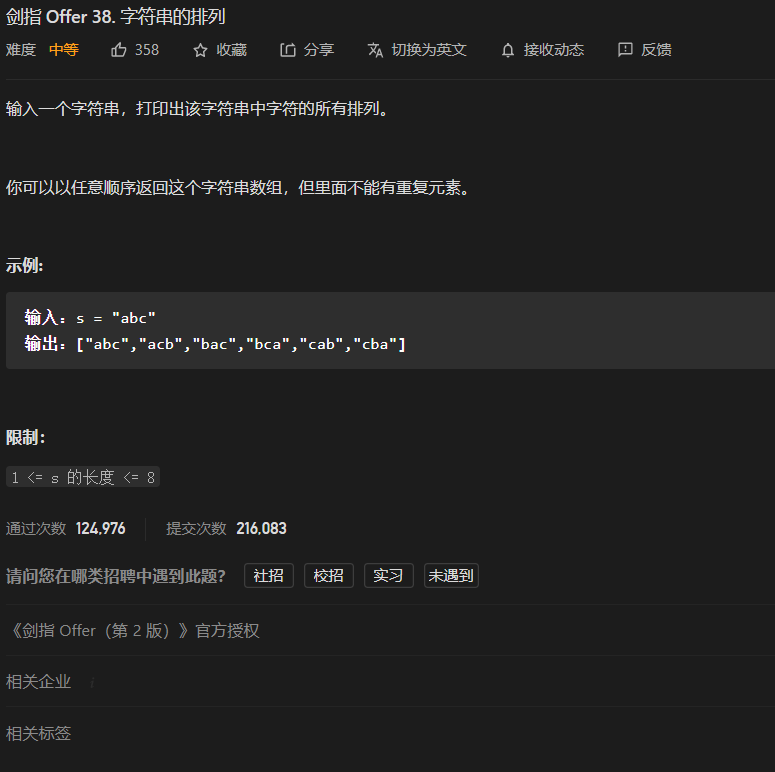 剑指 Offer 38. 字符串的排列
难度 中等 358 收藏 分享 切换为英文 接收动态 反馈
输入一个字符串，打印出该字符串中字符的所有排列。
你可以以任意顺序返回这个字符串数组，但里面不能有重复元素。
示例:
输入：s = "abc"
输出：["abc","acb","bac","bca","cab","cba"]
限制：
1 <= s 的长度 <= 8
通过次数 124,976 提交次数 216,083
请问您在哪类招聘中遇到此题？ 社招 校招 实习 未遇到
《剑指 Offer（第 2 版）》官方授权
相关企业 i
相关标签